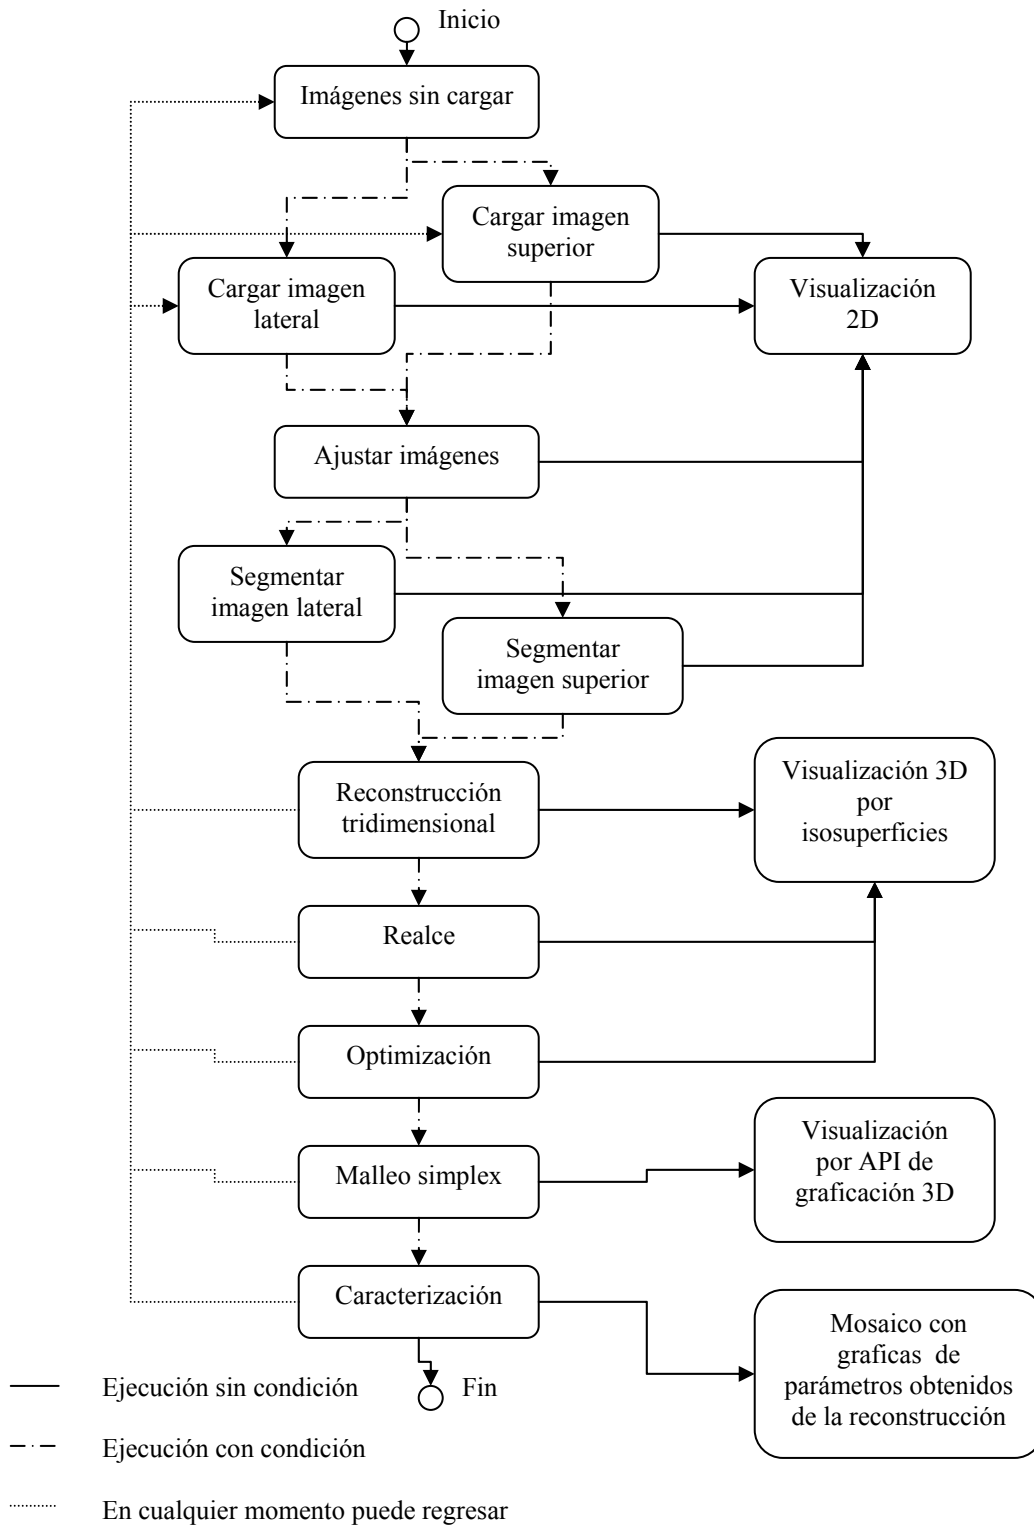 Inicio
Imágenes sin cargar
Cargar imagen
superior
Cargar imagen
lateral
Visualización
2D
Ajustar imágenes
Segmentar
imagen lateral
Segmentar
imagen superior
Reconstrucción
tridimensional
Visualización 3D
por
isosuperficies
Realce
Optimización
Malleo simplex
Visualización
por API de
graficación 3D
Caracterización
Mosaico con
graficas de
parámetros obtenidos
de la reconstrucción
Fin
Ejecución sin condición
Ejecución con condición
En cualquier momento puede regresar